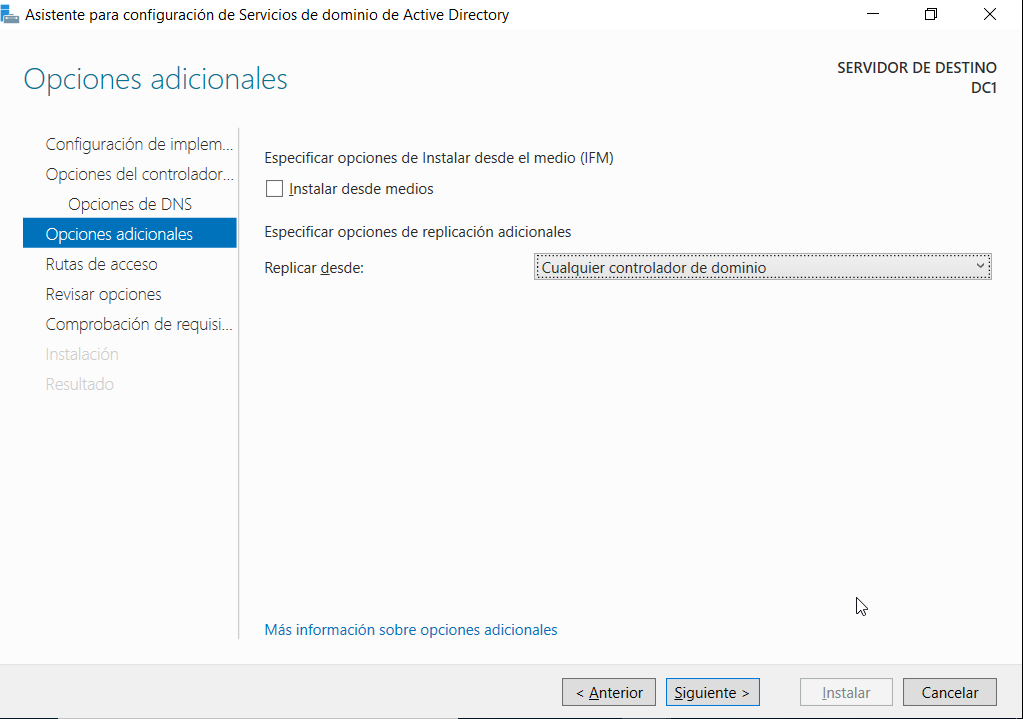 Asistente para configuración de Servicios de dominio de Active Directory
Opciones adicionales
SERVIDOR DE DESTINO
DC1
Configuración de implem...
Opciones del controlador...
Opciones de DNS
Opciones adicionales
Rutas de acceso
Revisar opciones
Comprobación de requisi...
Instalación
Resultado
Especificar opciones de Instalar desde el medio (IFM)
Instalar desde medios
Especificar opciones de replicación adicionales
Replicar desde: Cualquier controlador de dominio
Más información sobre opciones adicionales
< Anterior Siguiente > Instalar Cancelar